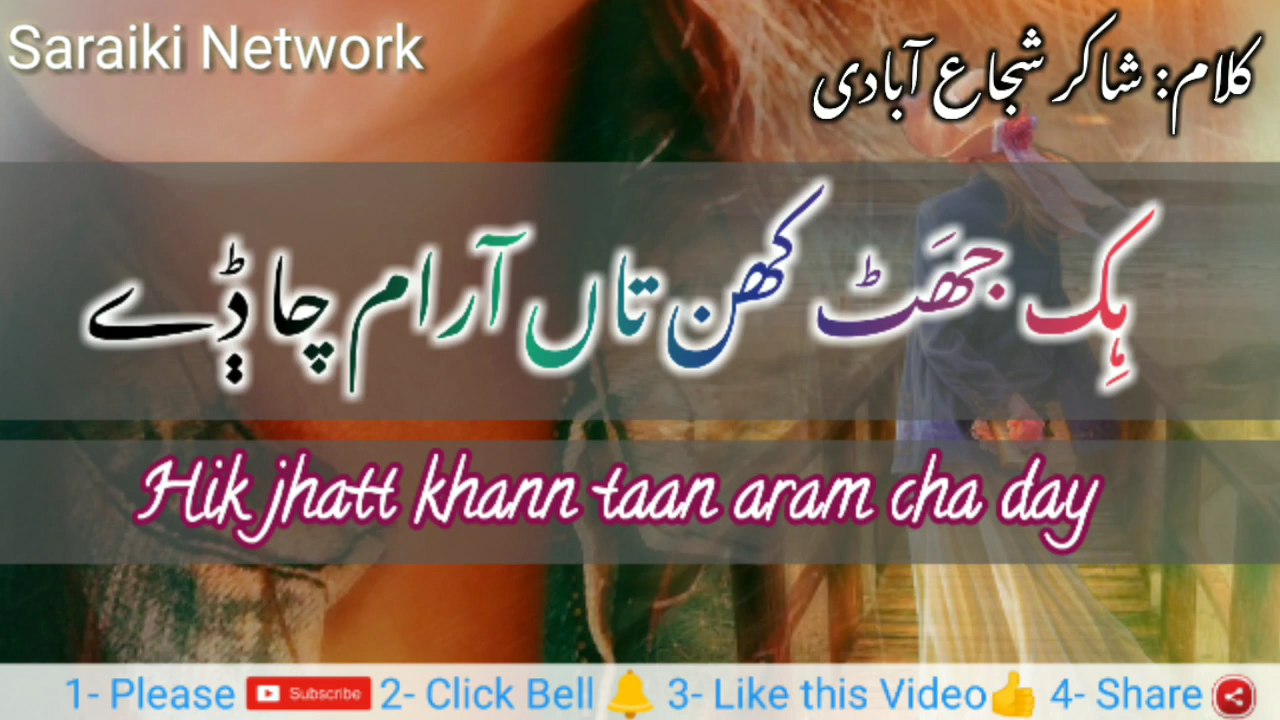 Saraiki Network
کلام: شاکر شجاع آبادی
ہِک جھَٹ کھن تاں آرام چا ݙے
Hik jhatt khann taan aram cha day
1- Please Subscribe 2- Click Bell 3- Like this Video 4- Share